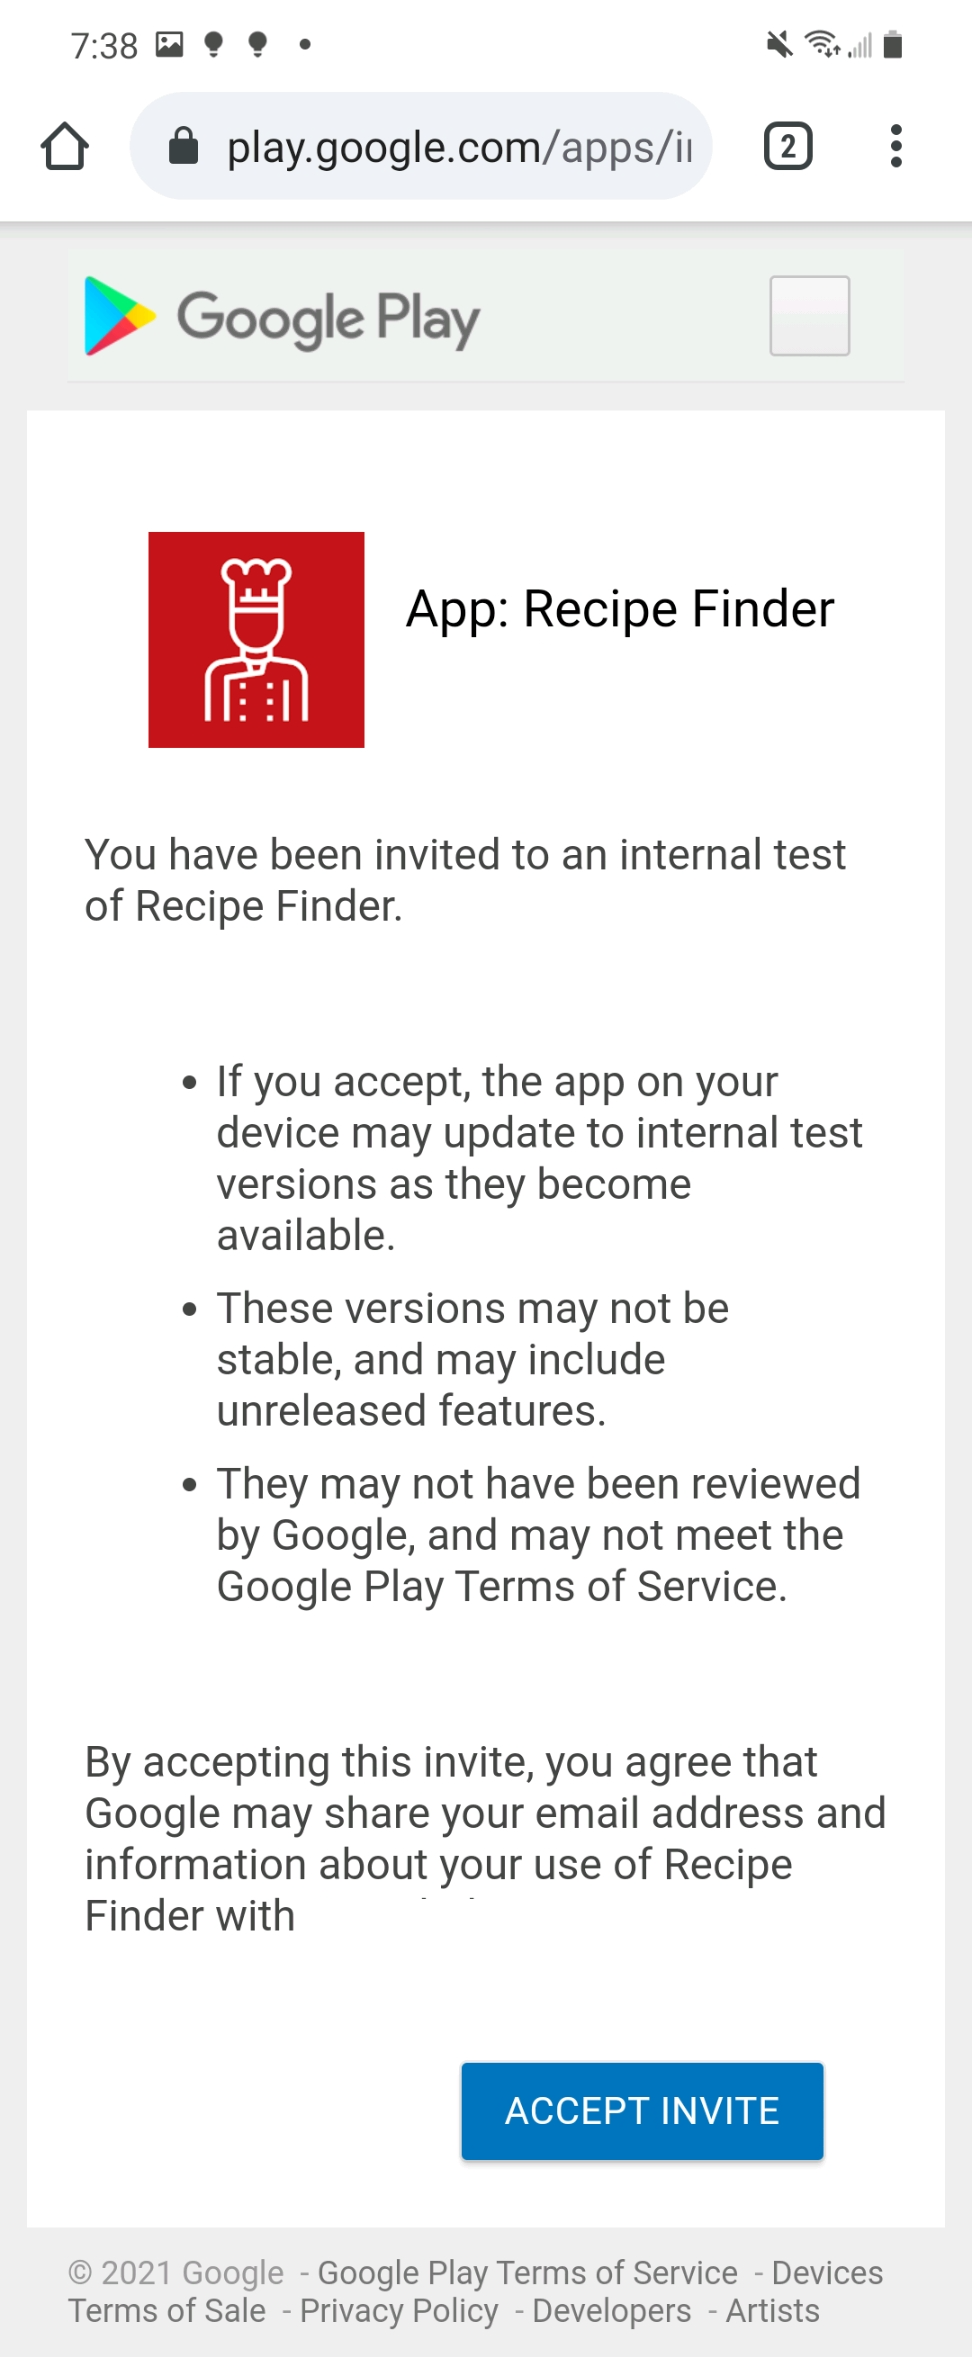 7:38
play.google.com/apps/i
2
Google Play
App: Recipe Finder
You have been invited to an internal test
of Recipe Finder.
If you accept, the app on your
device may update to internal test
versions as they become
available.
These versions may not be
stable, and may include
unreleased features.
They may not have been reviewed
by Google, and may not meet the
Google Play Terms of Service.
By accepting this invite, you agree that
Google may share your email address and
information about your use of Recipe
Finder with
ACCEPT INVITE
© 2021 Google - Google Play Terms of Service - Devices
Terms of Sale - Privacy Policy - Developers - Artists